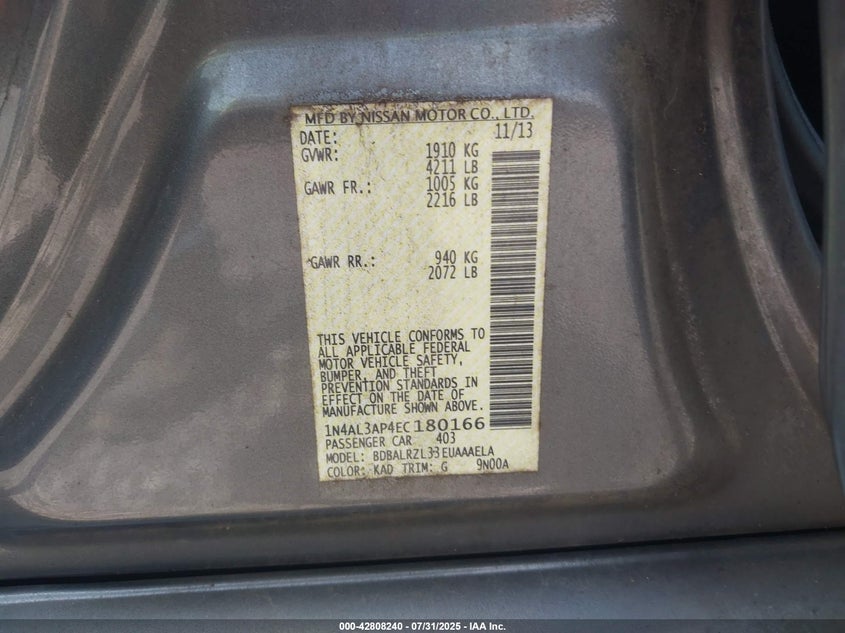 MFD BY NISSAN MOTOR CO., LTD.
DATE: 11/13
GVWR: 1910 KG
4211 LB
GAWR FR.: 1005 KG
2216 LB
GAWR RR.: 940 KG
2072 LB
THIS VEHICLE CONFORMS TO
ALL APPLICABLE FEDERAL
MOTOR VEHICLE SAFETY,
BUMPER, AND THEFT
PREVENTION STANDARDS IN
EFFECT ON THE DATE OF
MANUFACTURE SHOWN ABOVE.
1N4AL3AP4EC180166
PASSENGER CAR 403
MODEL: BDBALRZL33EUAAAELA
COLOR: KAD TRIM: G 9N00A
000-42808240 - 07/31/2025 - IAA Inc.